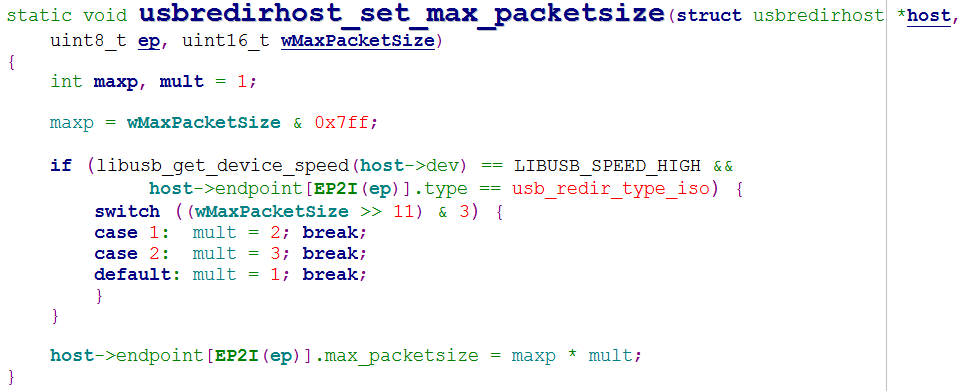 static void usbredirhost_set_max_packetsize(struct usbredirhost *host,
    uint8_t ep, uint16_t wMaxPacketSize)
{
    int maxp, mult = 1;

    maxp = wMaxPacketSize & 0x7ff;

    if (libusb_get_device_speed(host->dev) == LIBUSB_SPEED_HIGH &&
             host->endpoint[EP2I(ep)].type == usb_redir_type_iso) {
        switch ((wMaxPacketSize >> 11) & 3) {
        case 1:  mult = 2; break;
        case 2:  mult = 3; break;
        default: mult = 1; break;
        }
    }

    host->endpoint[EP2I(ep)].max_packetsize = maxp * mult;
}